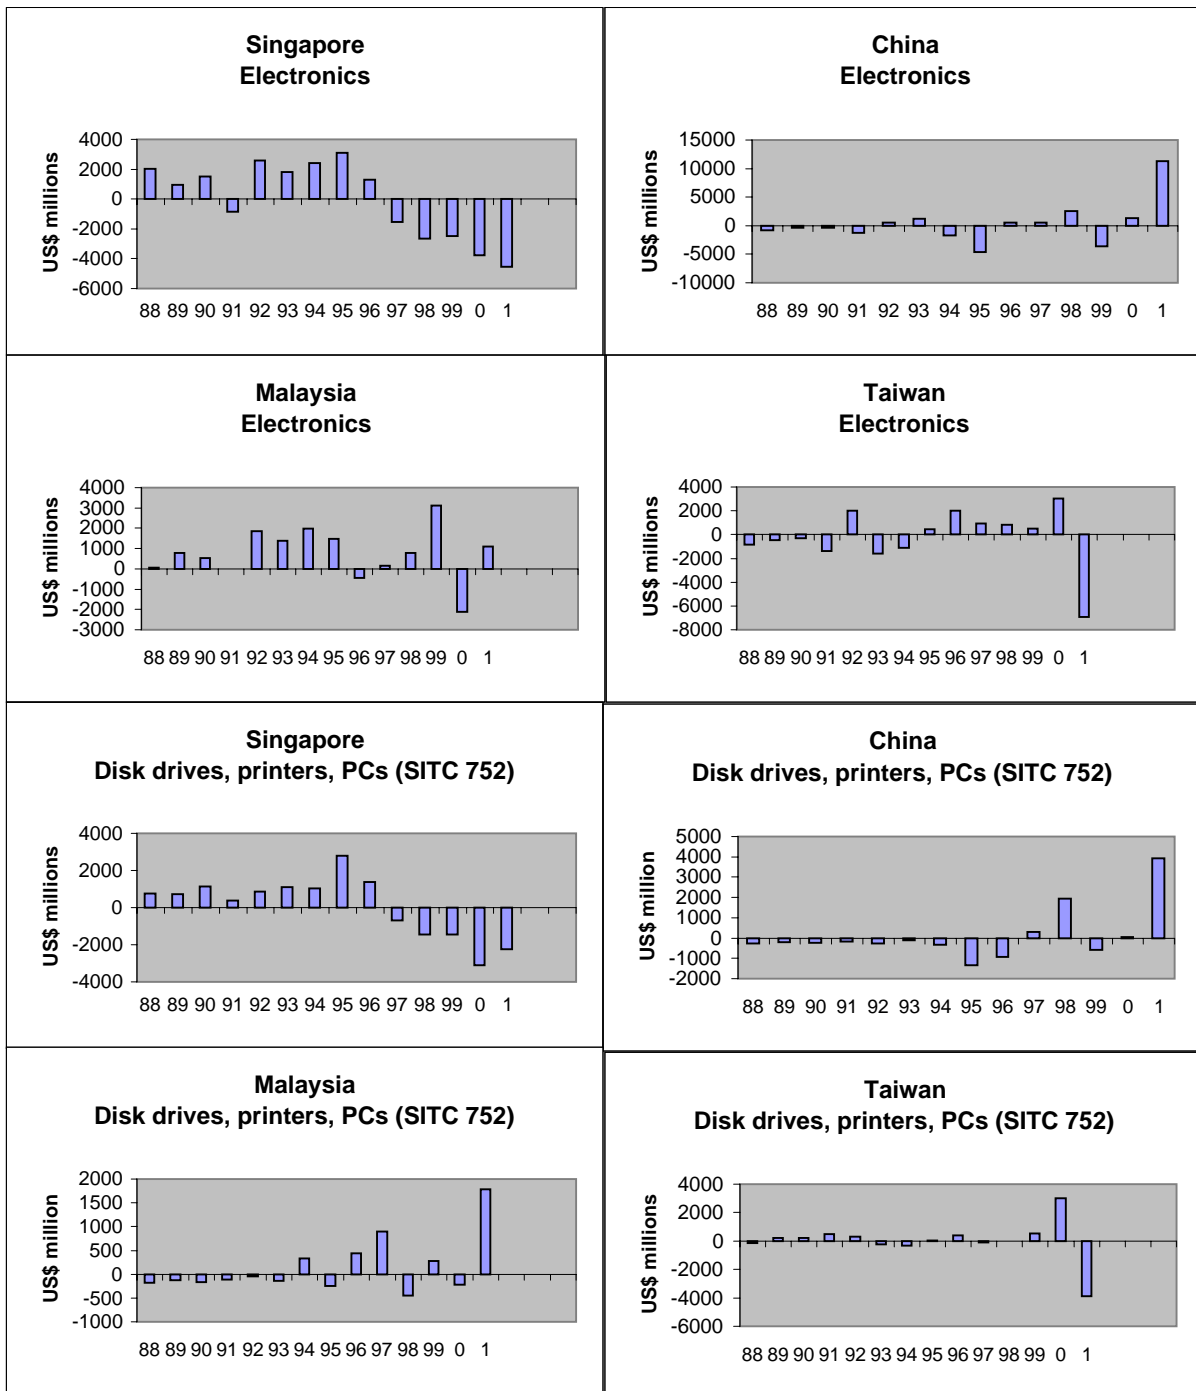 Singapore
Electronics
US$ millions
4000
2000
0
-2000
-4000
-6000
88 89 90 91 92 93 94 95 96 97 98 99 0 1
China
Electronics
US$ millions
15000
10000
5000
0
-5000
-10000
88 89 90 91 92 93 94 95 96 97 98 99 0 1
Malaysia
Electronics
US$ millions
4000
3000
2000
1000
0
-1000
-2000
-3000
88 89 90 91 92 93 94 95 96 97 98 99 0 1
Taiwan
Electronics
US$ millions
4000
2000
0
-2000
-4000
-6000
-8000
88 89 90 91 92 93 94 95 96 97 98 99 0 1
Singapore
Disk drives, printers, PCs (SITC 752)
US$ millions
4000
2000
0
-2000
-4000
88 89 90 91 92 93 94 95 96 97 98 99 0 1
China
Disk drives, printers, PCs (SITC 752)
US$ million
5000
4000
3000
2000
1000
0
-1000
-2000
88 89 90 91 92 93 94 95 96 97 98 99 0 1
Malaysia
Disk drives, printers, PCs (SITC 752)
US$ million
2000
1500
1000
500
0
-500
-1000
88 89 90 91 92 93 94 95 96 97 98 99 0 1
Taiwan
Disk drives, printers, PCs (SITC 752)
US$ millions
4000
2000
0
-2000
-4000
-6000
88 89 90 91 92 93 94 95 96 97 98 99 0 1